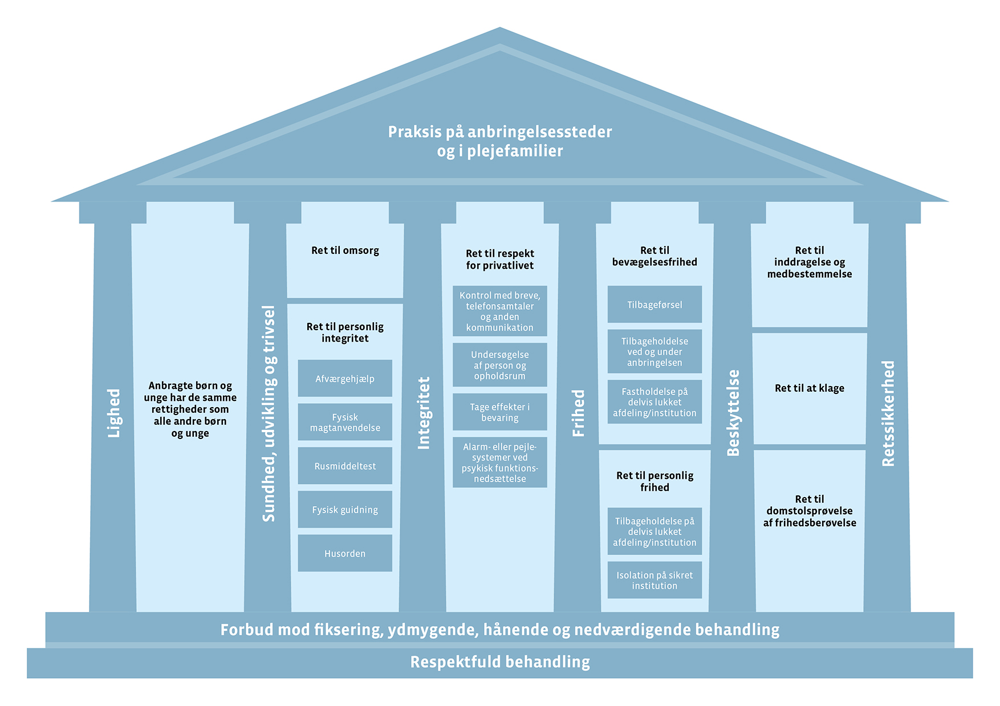 Praksis på anbringelsessteder
og i plejefamilier
Lighed
Anbragte børn og
unge har de samme
rettigheder som
alle andre børn
og unge
Sundhed, udvikling og trivsel
Ret til omsorg
Ret til personlig
integritet
Afværgehjælp
Fysisk
magtanvendelse
Rusmiddeltest
Fysisk guidning
Husorden
Integritet
Ret til respekt
for privatlivet
Kontrol med breve,
telefonsamtaler
og anden
kommunikation
Undersøgelse
af person og
opholdsrum
Tage effekter i
bevaring
Alarm- eller pejle-
systemer ved
psykisk funktions-
nedsættelse
Frihed
Ret til
bevægelsesfrihed
Tilbageførsel
Tilbageholdelse
ved og under
anbringelsen
Fastholdelse på
delvis lukket
afdeling/institution
Ret til personlig
frihed
Tilbageholdelse på
delvis lukket
afdeling/institution
Isolation på sikret
institution
Beskyttelse
Ret til
inddragelse og
medbestemmelse
Ret til at klage
Ret til
domstolsprøvelse
af frihedsberøvelse
Retssikkerhed
Forbud mod fiksering, ydmygende, hånende og nedværdigende behandling
Respektfuld behandling